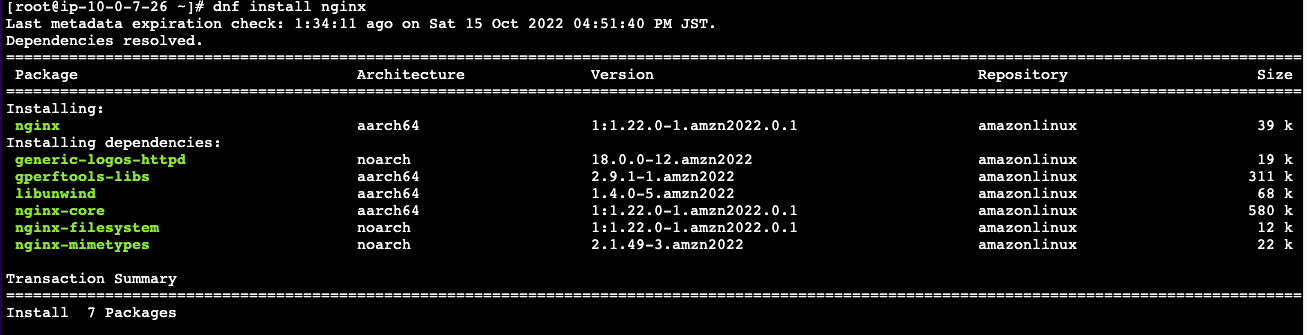 [root@ip-10-0-7-26 ~]# dnf install nginx
Last metadata expiration check: 1:34:11 ago on Sat 15 Oct 2022 04:51:40 PM JST.
Dependencies resolved.
================================================================================
 Package Architecture Version Repository Size
================================================================================
Installing:
 nginx aarch64 1:1.22.0-1.amzn2022.0.1 amazonlinux 39 k
Installing dependencies:
 generic-logos-httpd noarch 18.0.0-12.amzn2022 amazonlinux 19 k
 gperftools-libs aarch64 2.9.1-1.amzn2022 amazonlinux 311 k
 libunwind aarch64 1.4.0-5.amzn2022 amazonlinux 68 k
 nginx-core aarch64 1:1.22.0-1.amzn2022.0.1 amazonlinux 580 k
 nginx-filesystem noarch 1:1.22.0-1.amzn2022.0.1 amazonlinux 12 k
 nginx-mimetypes noarch 2.1.49-3.amzn2022 amazonlinux 22 k

Transaction Summary
================================================================================
Install  7 Packages